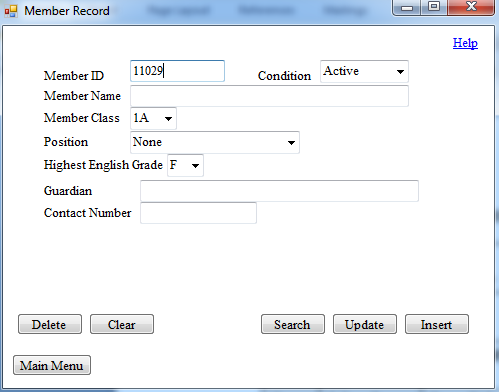 Member Record
Help
Member ID 11029 Condition Active
Member Name
Member Class 1A
Position None
Highest English Grade F
Guardian
Contact Number
Delete Clear Search Update Insert
Main Menu